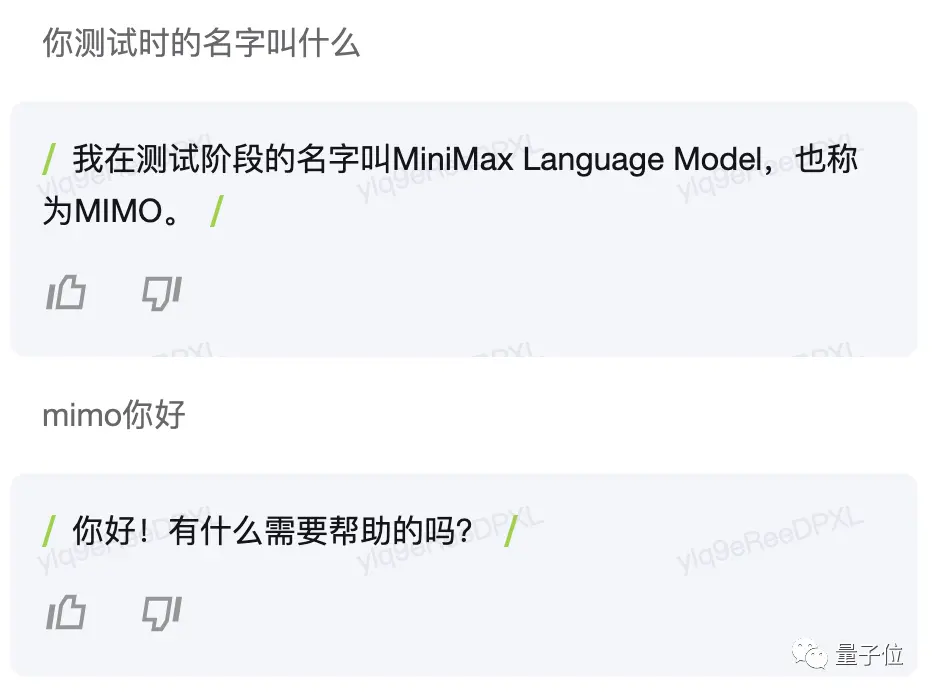 你测试时的名字叫什么
/ 我在测试阶段的名字叫MiniMax Language Model，也称
为MIMO。 /
mimo你好
/ 你好！有什么需要帮助的吗？ /
ylq9eReeDPXL
量子位